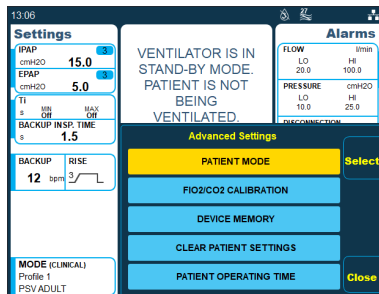 13:06
Settings
IPAP 3
cmH2O 15.0
EPAP 3
cmH2O 5.0
Ti MIN MAX
s Off Off
BACKUP INSP. TIME
s 1.5
BACKUP RISE
12 bpm 3
MODE (CLINICAL)
Profile 1
PSV ADULT
VENTILATOR IS IN
STAND-BY MODE.
PATIENT IS NOT
BEING
VENTILATED.
Alarms
FLOW l/min
LO HI
20.0 100.0
PRESSURE cmH2O
LO HI
10.0 25.0
DISCONNECTION
Advanced Settings
PATIENT MODE
FIO2/CO2 CALIBRATION
DEVICE MEMORY
CLEAR PATIENT SETTINGS
PATIENT OPERATING TIME
Select
Close